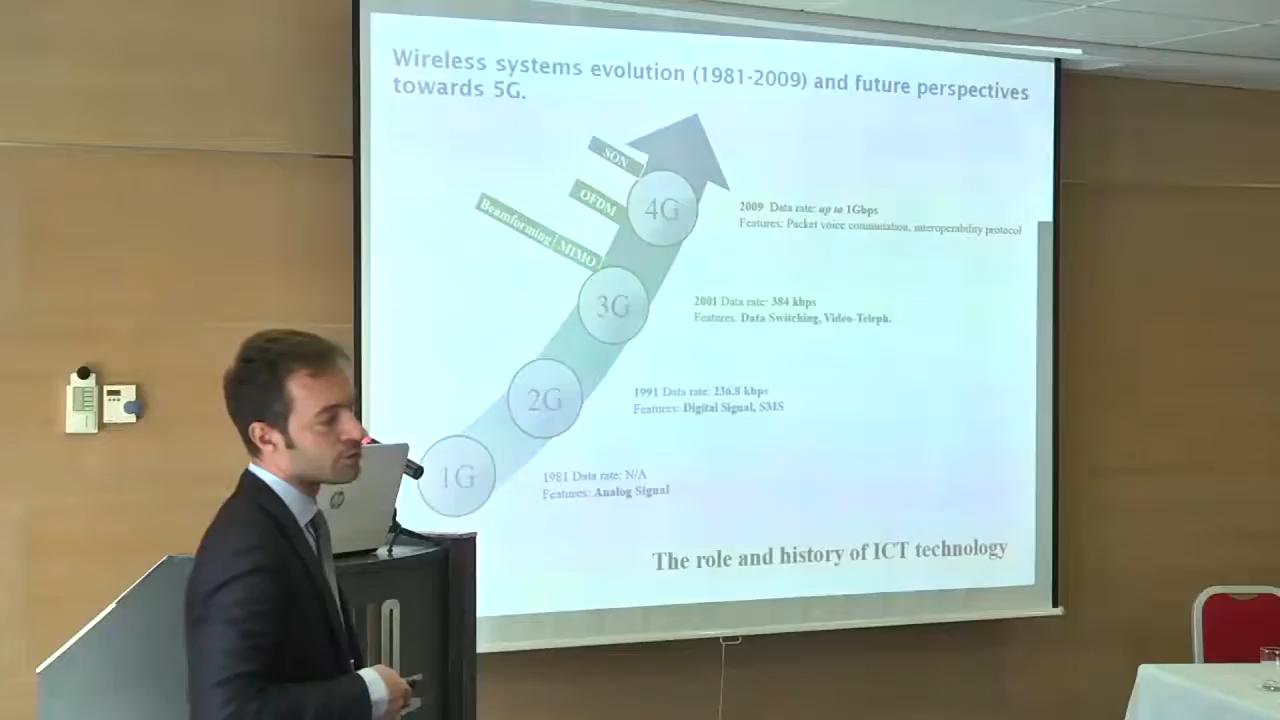 Wireless systems evolution (1981-2009) and future perspectives
towards 5G.
SON
OFDM
4G
2009 Data rate: up to 1Gbps
Features: Packet voice commutation, interoperability protocol
Beamforming
MIMO
3G
2001 Data rate: 384 kbps
Features: Data Switching, Video-Teleph.
2G
1991 Data rate: 236.8 kbps
Features: Digital Signal, SMS
1G
1981 Data rate: N/A
Features: Analog Signal
The role and history of ICT technology
hp